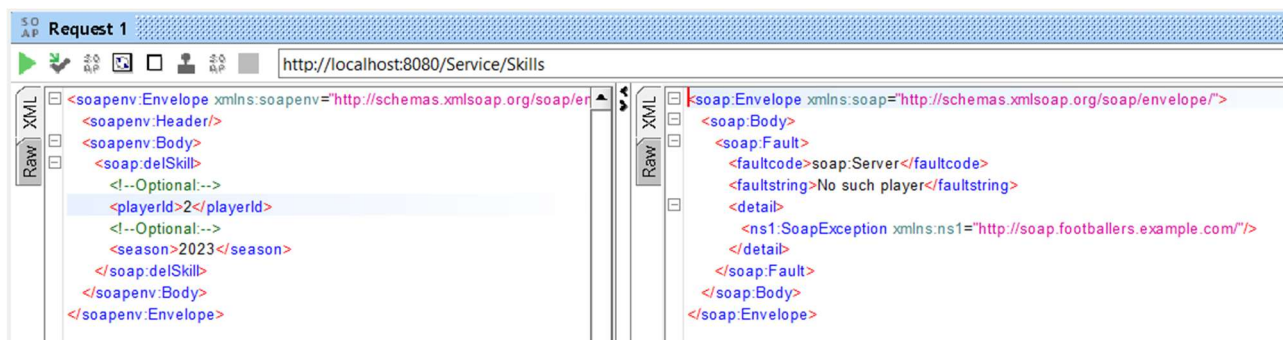 SO
AP Request 1
http://localhost:8080/Service/Skills
XML
Raw
<soapenv:Envelope xmlns:soapenv="http://schemas.xmlsoap.org/soap/er
<soapenv:Header/>
<soapenv:Body>
<soap:delSkill>
<!--Optional:-->
<playerId>2</playerId>
<!--Optional:-->
<season>2023</season>
</soap:delSkill>
</soapenv:Body>
</soapenv:Envelope>
XML
Raw
<soap:Envelope xmlns:soap="http://schemas.xmlsoap.org/soap/envelope/">
<soap:Body>
<soap:Fault>
<faultcode>soap:Server</faultcode>
<faultstring>No such player</faultstring>
<detail>
<ns1:SoapException xmlns:ns1="http://soap.footballers.example.com/"/>
</detail>
</soap:Fault>
</soap:Body>
</soap:Envelope>